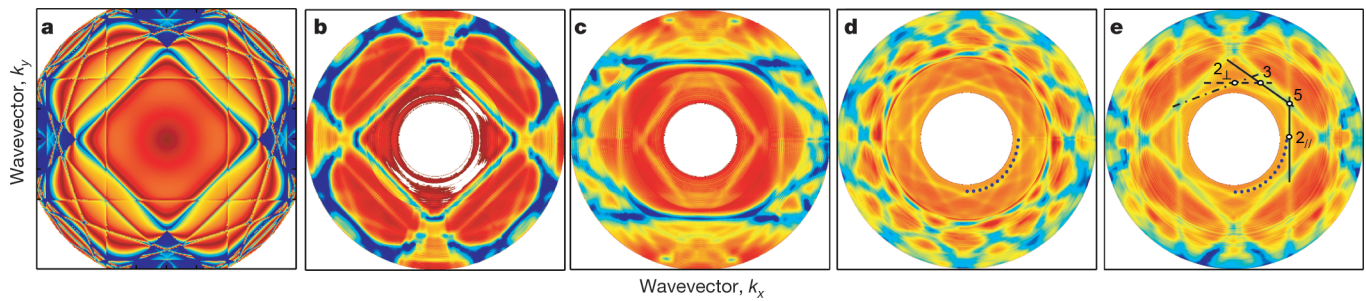 a b c d e
Wavevector, k_y
2⊥ 3
5
2//
Wavevector, k_x